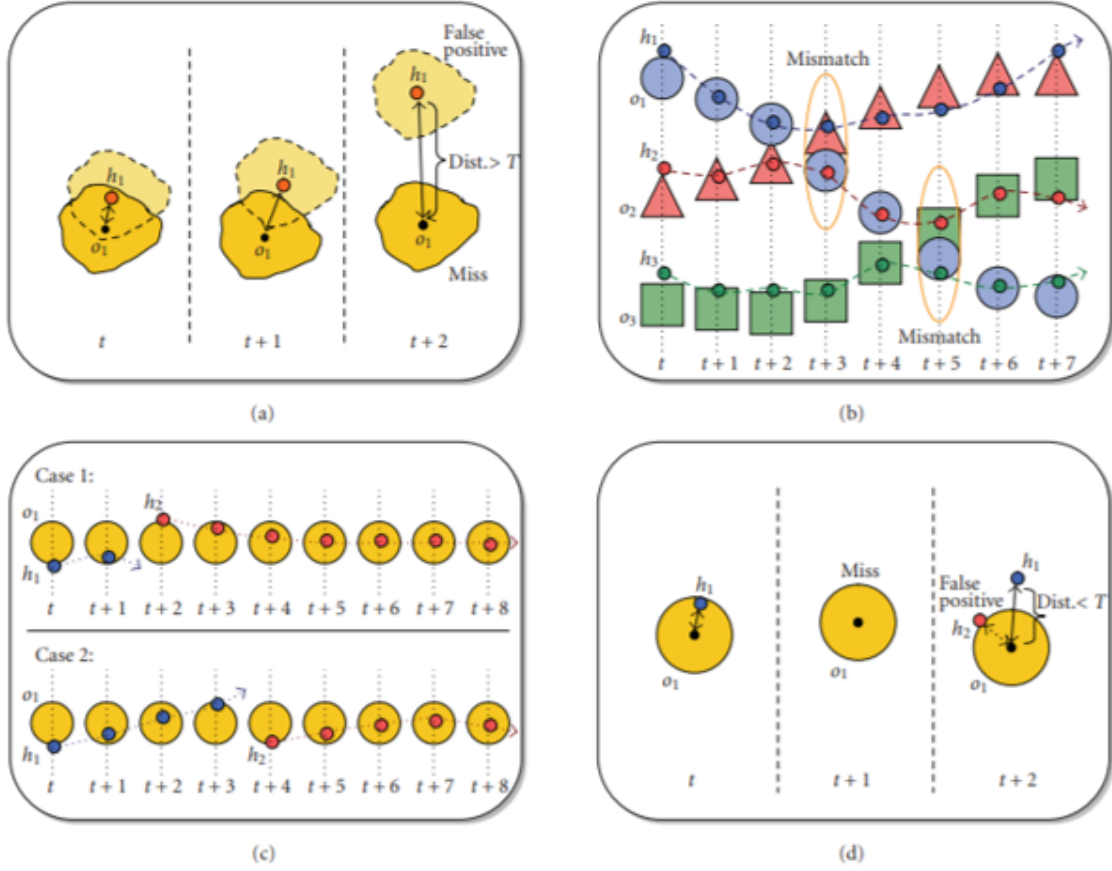 False
positive
h₁
h₁
h₁
Dist.> T
o₁
o₁
o₁
Miss
t
t + 1
t + 2
(a)
h₁
Mismatch
o₁
h₂
o₂
h₃
o₃
Mismatch
t
t + 1
t + 2
t + 3
t + 4
t + 5
t + 6
t + 7
(b)
Case 1:
o₁
h₂
h₁
t
t + 1
t + 2
t + 3
t + 4
t + 5
t + 6
t + 7
t + 8
Case 2:
o₁
h₁
h₂
t
t + 1
t + 2
t + 3
t + 4
t + 5
t + 6
t + 7
t + 8
(c)
h₁
o₁
Miss
o₁
h₁
False
positive
Dist.< T
h₂
o₁
t
t + 1
t + 2
(d)